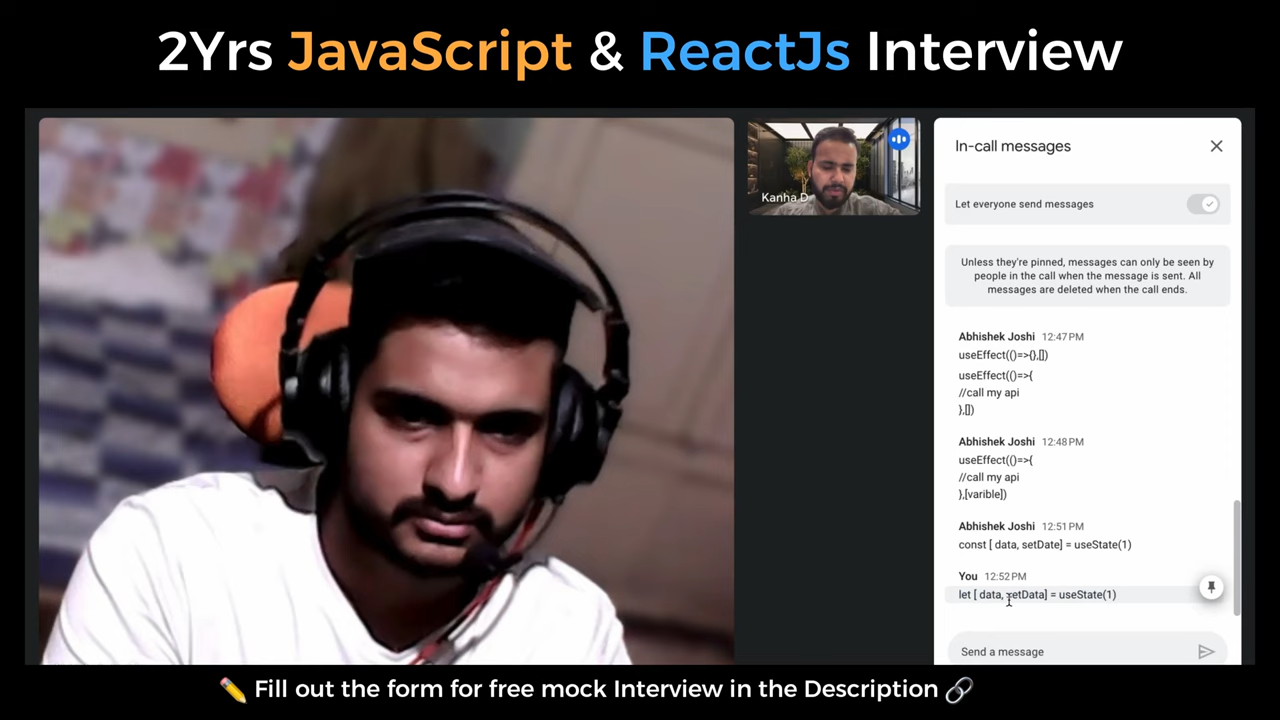 2Yrs JavaScript & ReactJs Interview
Kanha D
In-call messages
Let everyone send messages
Unless they're pinned, messages can only be seen by
people in the call when the message is sent. All
messages are deleted when the call ends.
Abhishek Joshi 12:47 PM
useEffect(()=>{},[])
useEffect(()=>{
//call my api
},[])
Abhishek Joshi 12:48 PM
useEffect(()=>{
//call my api
},[varible])
Abhishek Joshi 12:51 PM
const [ data, setDate] = useState(1)
You 12:52 PM
let [ data, setData] = useState(1)
Send a message
Fill out the form for free mock Interview in the Description